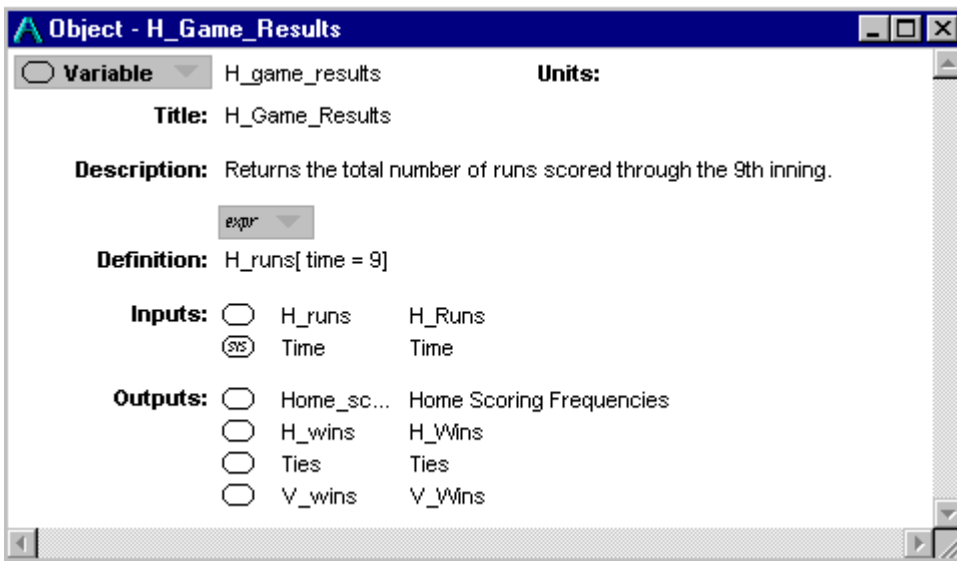 Object - H_Game_Results
Variable H_game_results Units:
Title: H_Game_Results
Description: Returns the total number of runs scored through the 9th inning.
expr
Definition: H_runs[ time = 9]
Inputs: H_runs H_Runs
SYS Time Time
Outputs: Home_sc... Home Scoring Frequencies
H_wins H_Wins
Ties Ties
V_wins V_Wins